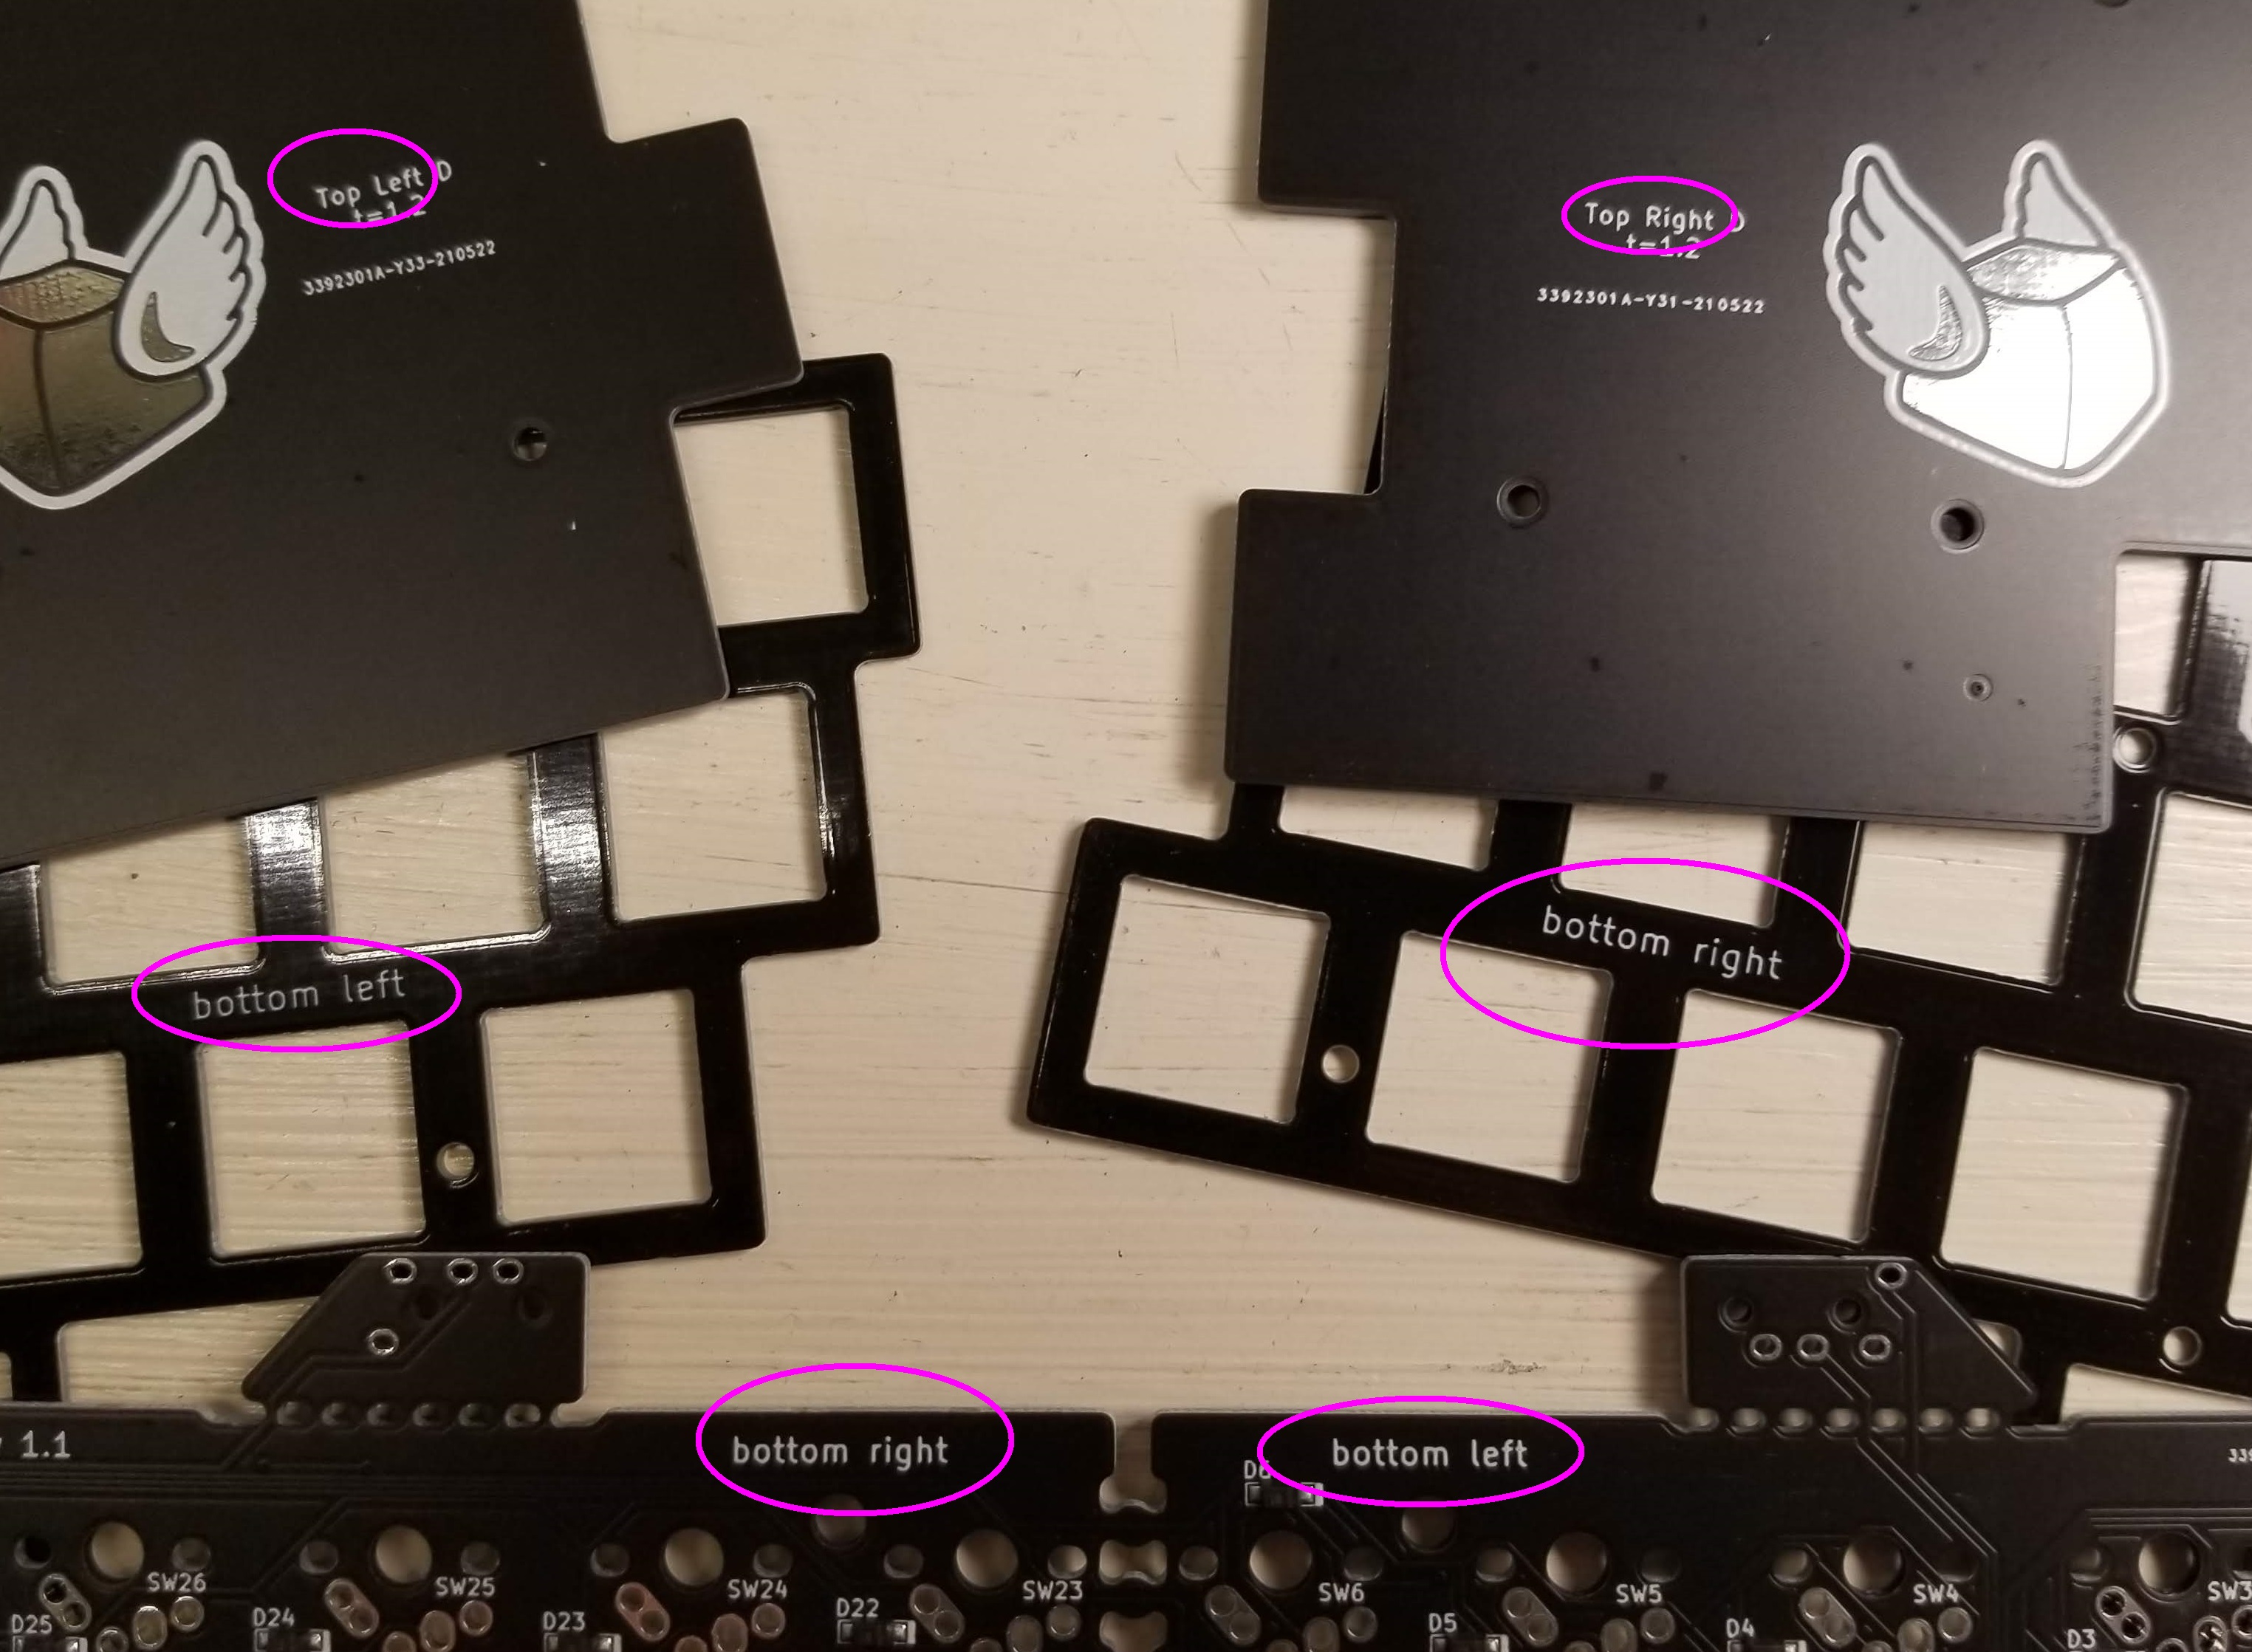 Top Left D
t=1.2
3392301A-Y33-210522
Top Right D
t=1.2
3392301A-Y31-210522
bottom left
bottom right
1.1
bottom right
bottom left
D6
SW26
SW25
SW24
SW23
SW6
SW5
SW4
SW3
D25
D24
D23
D22
D5
D4
D3